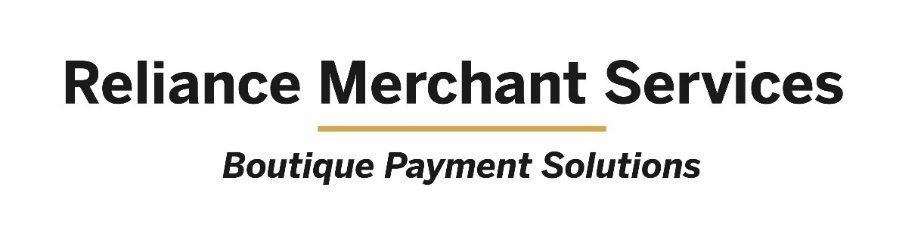 Reliance Merchant Services
Boutique Payment Solutions